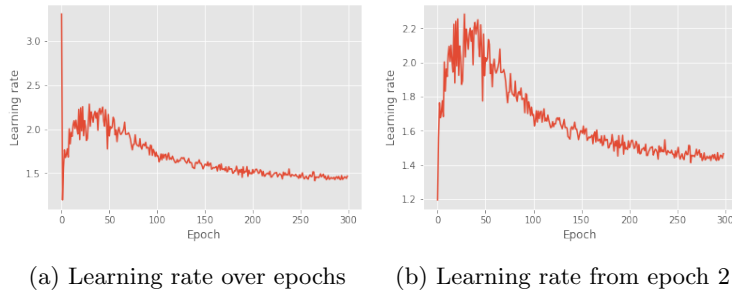 3.0
2.5
2.0
1.5
Learning rate
0 50 100 150 200 250 300
Epoch
(a) Learning rate over epochs
2.2
2.0
1.8
1.6
1.4
1.2
Learning rate
0 50 100 150 200 250 300
Epoch
(b) Learning rate from epoch 2